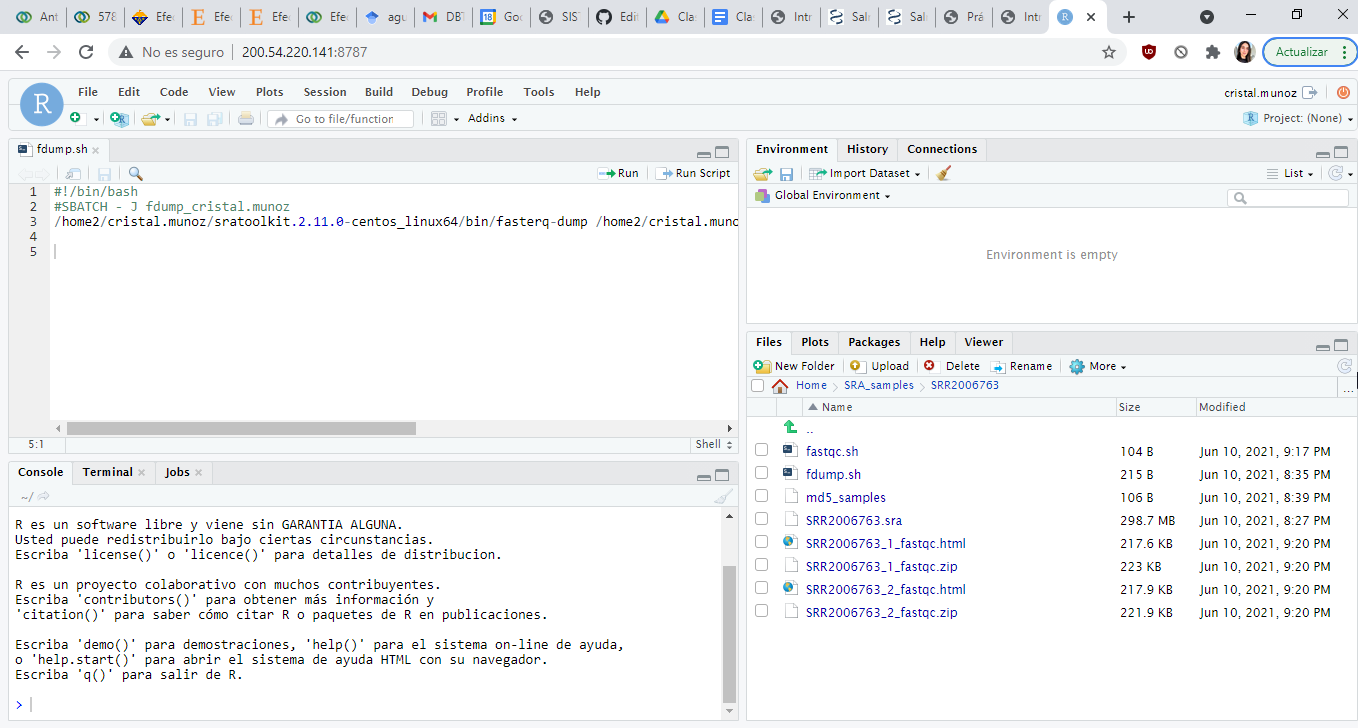 Ant
578
Efec
Efec
Efec
Efec
agu
DBT
Goo
SIS
Edit
Cla
Cla
Intr
Saln
Saln
Prá
Intr
No es seguro
200.54.220.141:8787
Actualizar
File Edit Code View Plots Session Build Debug Profile Tools Help
cristal.munoz
Go to file/function
Addins
Project: (None)
fdump.sh
Run
Run Script
1 #!/bin/bash
2 #SBATCH - J fdump_cristal.munoz
3 /home2/cristal.munoz/sratoolkit.2.11.0-centos_linux64/bin/fasterq-dump /home2/cristal.muno
4
5
5:1
Shell
Console Terminal Jobs
~/
R es un software libre y viene sin GARANTIA ALGUNA.
Usted puede redistribuirlo bajo ciertas circunstancias.
Escriba 'license()' o 'licence()' para detalles de distribucion.
R es un proyecto colaborativo con muchos contribuyentes.
Escriba 'contributors()' para obtener más información y
'citation()' para saber cómo citar R o paquetes de R en publicaciones.
Escriba 'demo()' para demostraciones, 'help()' para el sistema on-line de ayuda,
o 'help.start()' para abrir el sistema de ayuda HTML con su navegador.
Escriba 'q()' para salir de R.
>
Environment History Connections
Import Dataset
List
Global Environment
Environment is empty
Files Plots Packages Help Viewer
New Folder Upload Delete Rename More
Home SRA_samples SRR2006763
...
Name Size Modified
..
fastqc.sh 104 B Jun 10, 2021, 9:17 PM
fdump.sh 215 B Jun 10, 2021, 8:35 PM
md5_samples 106 B Jun 10, 2021, 8:39 PM
SRR2006763.sra 298.7 MB Jun 10, 2021, 8:27 PM
SRR2006763_1_fastqc.html 217.6 KB Jun 10, 2021, 9:20 PM
SRR2006763_1_fastqc.zip 223 KB Jun 10, 2021, 9:20 PM
SRR2006763_2_fastqc.html 217.9 KB Jun 10, 2021, 9:20 PM
SRR2006763_2_fastqc.zip 221.9 KB Jun 10, 2021, 9:20 PM